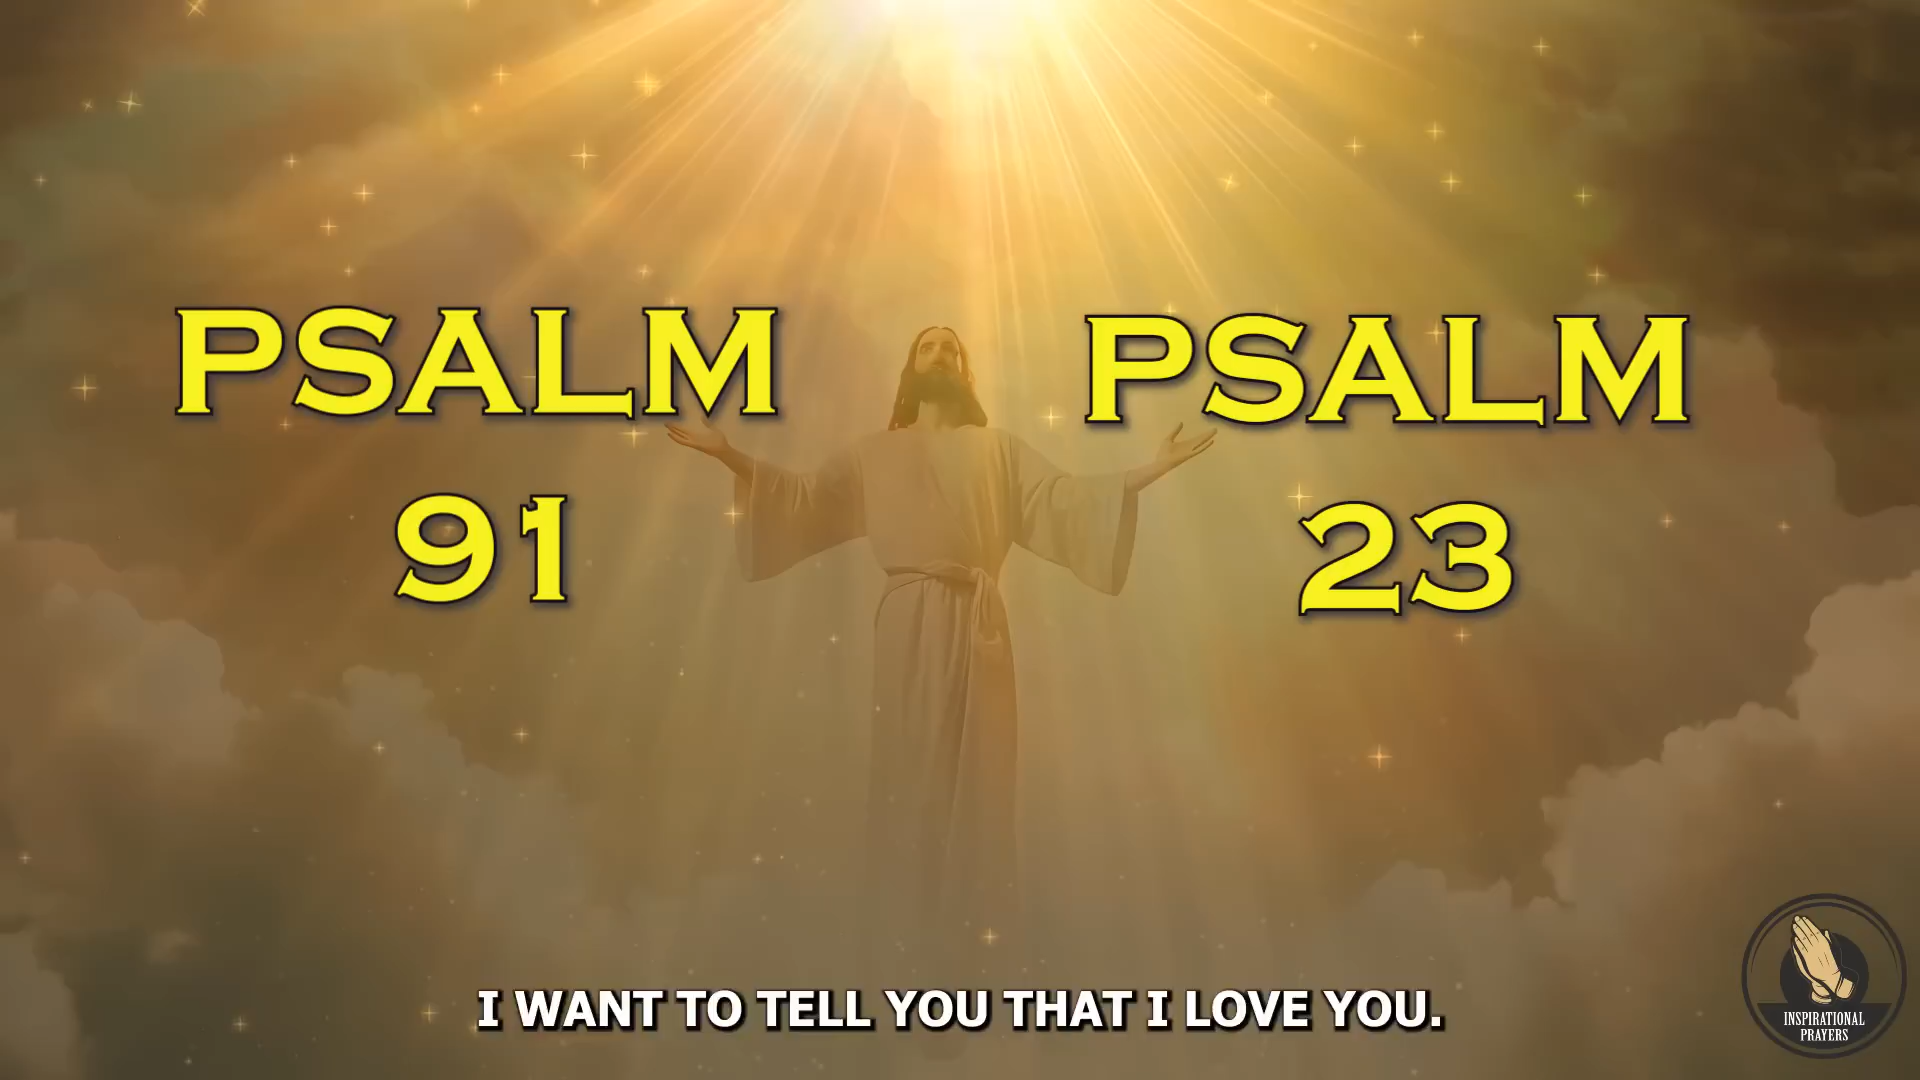 PSALM
91
PSALM
23
I WANT TO TELL YOU THAT I LOVE YOU.
INSPIRATIONAL
PRAYERS